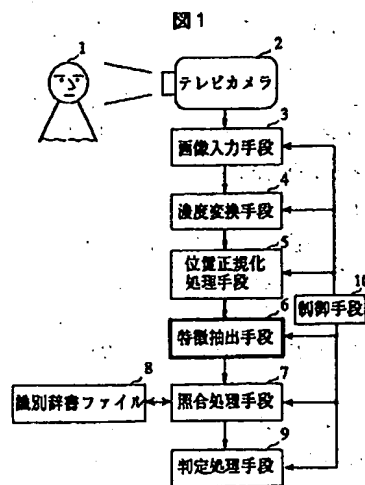 図1
1
2
テレビカメラ
3
画像入力手段
4
濃度変換手段
5
位置正規化
処理手段
10
制御手段
6
特徴抽出手段
7
照合処理手段
8
識別辞書ファイル
9
判定処理手段